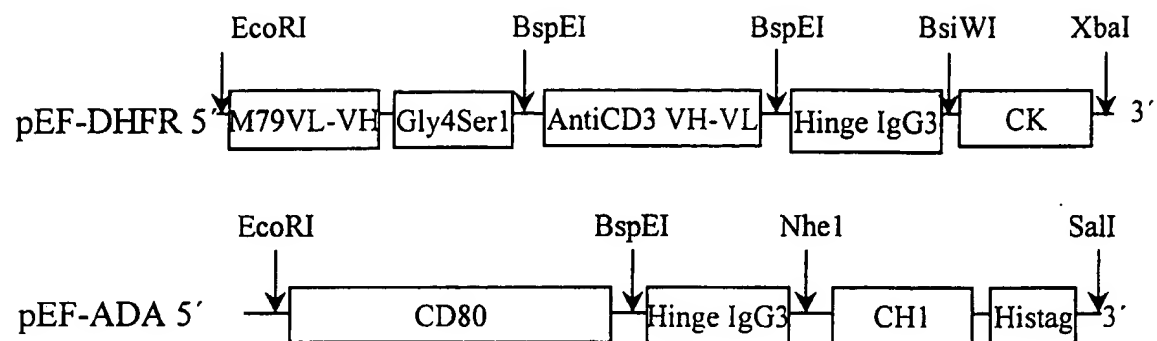 EcoRI BspEI BspEI BsiWI XbaI
pEF-DHFR 5´ M79VL-VH Gly4Ser1 AntiCD3 VH-VL Hinge IgG3 CK 3´
EcoRI BspEI Nhe1 SalI
pEF-ADA 5´ CD80 Hinge IgG3 CH1 Histag 3´